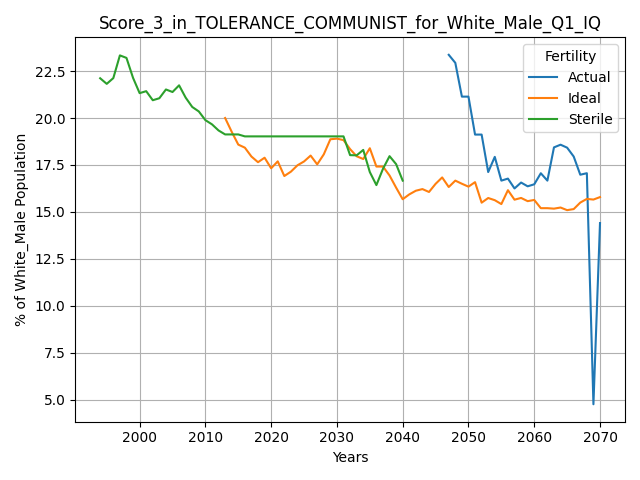 Score_3_in_TOLERANCE_COMMUNIST_for_White_Male_Q1_IQ
Fertility
Actual
Ideal
Sterile
% of White_Male Population
22.5
20.0
17.5
15.0
12.5
10.0
7.5
5.0
2000 2010 2020 2030 2040 2050 2060 2070
Years